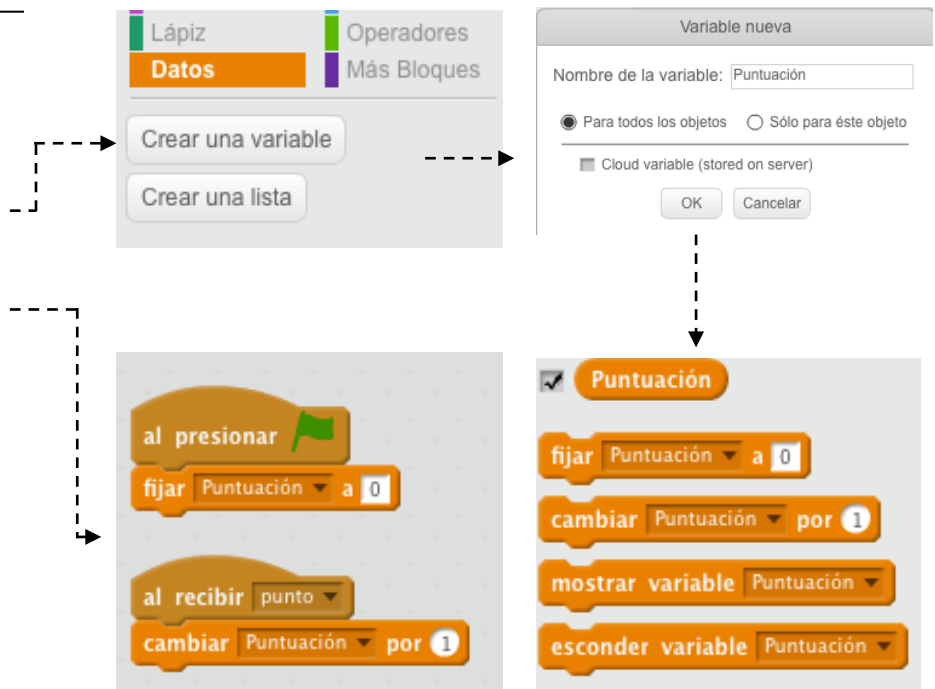 Lápiz
Operadores
Datos
Más Bloques
Crear una variable
Crear una lista
Variable nueva
Nombre de la variable: Puntuación
Para todos los objetos Sólo para éste objeto
Cloud variable (stored on server)
OK Cancelar
al presionar
fijar Puntuación a 0
al recibir punto
cambiar Puntuación por 1
Puntuación
fijar Puntuación a 0
cambiar Puntuación por 1
mostrar variable Puntuación
esconder variable Puntuación